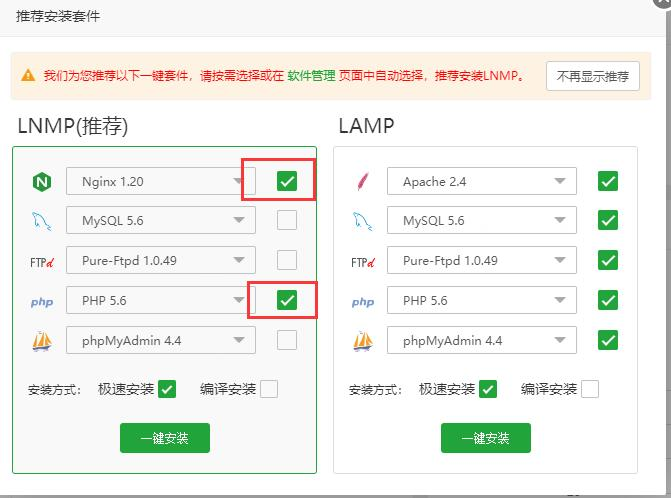 推荐安装套件
我们为您推荐以下一键套件，请按需选择或在 软件管理 页面中自动选择，推荐安装LNMP。
不再显示推荐
LNMP(推荐)
LAMP
Nginx 1.20
Apache 2.4
MySQL 5.6
MySQL 5.6
FTPd
Pure-Ftpd 1.0.49
FTPd
Pure-Ftpd 1.0.49
php
PHP 5.6
php
PHP 5.6
phpMyAdmin 4.4
phpMyAdmin 4.4
安装方式： 极速安装 编译安装
安装方式： 极速安装 编译安装
一键安装
一键安装